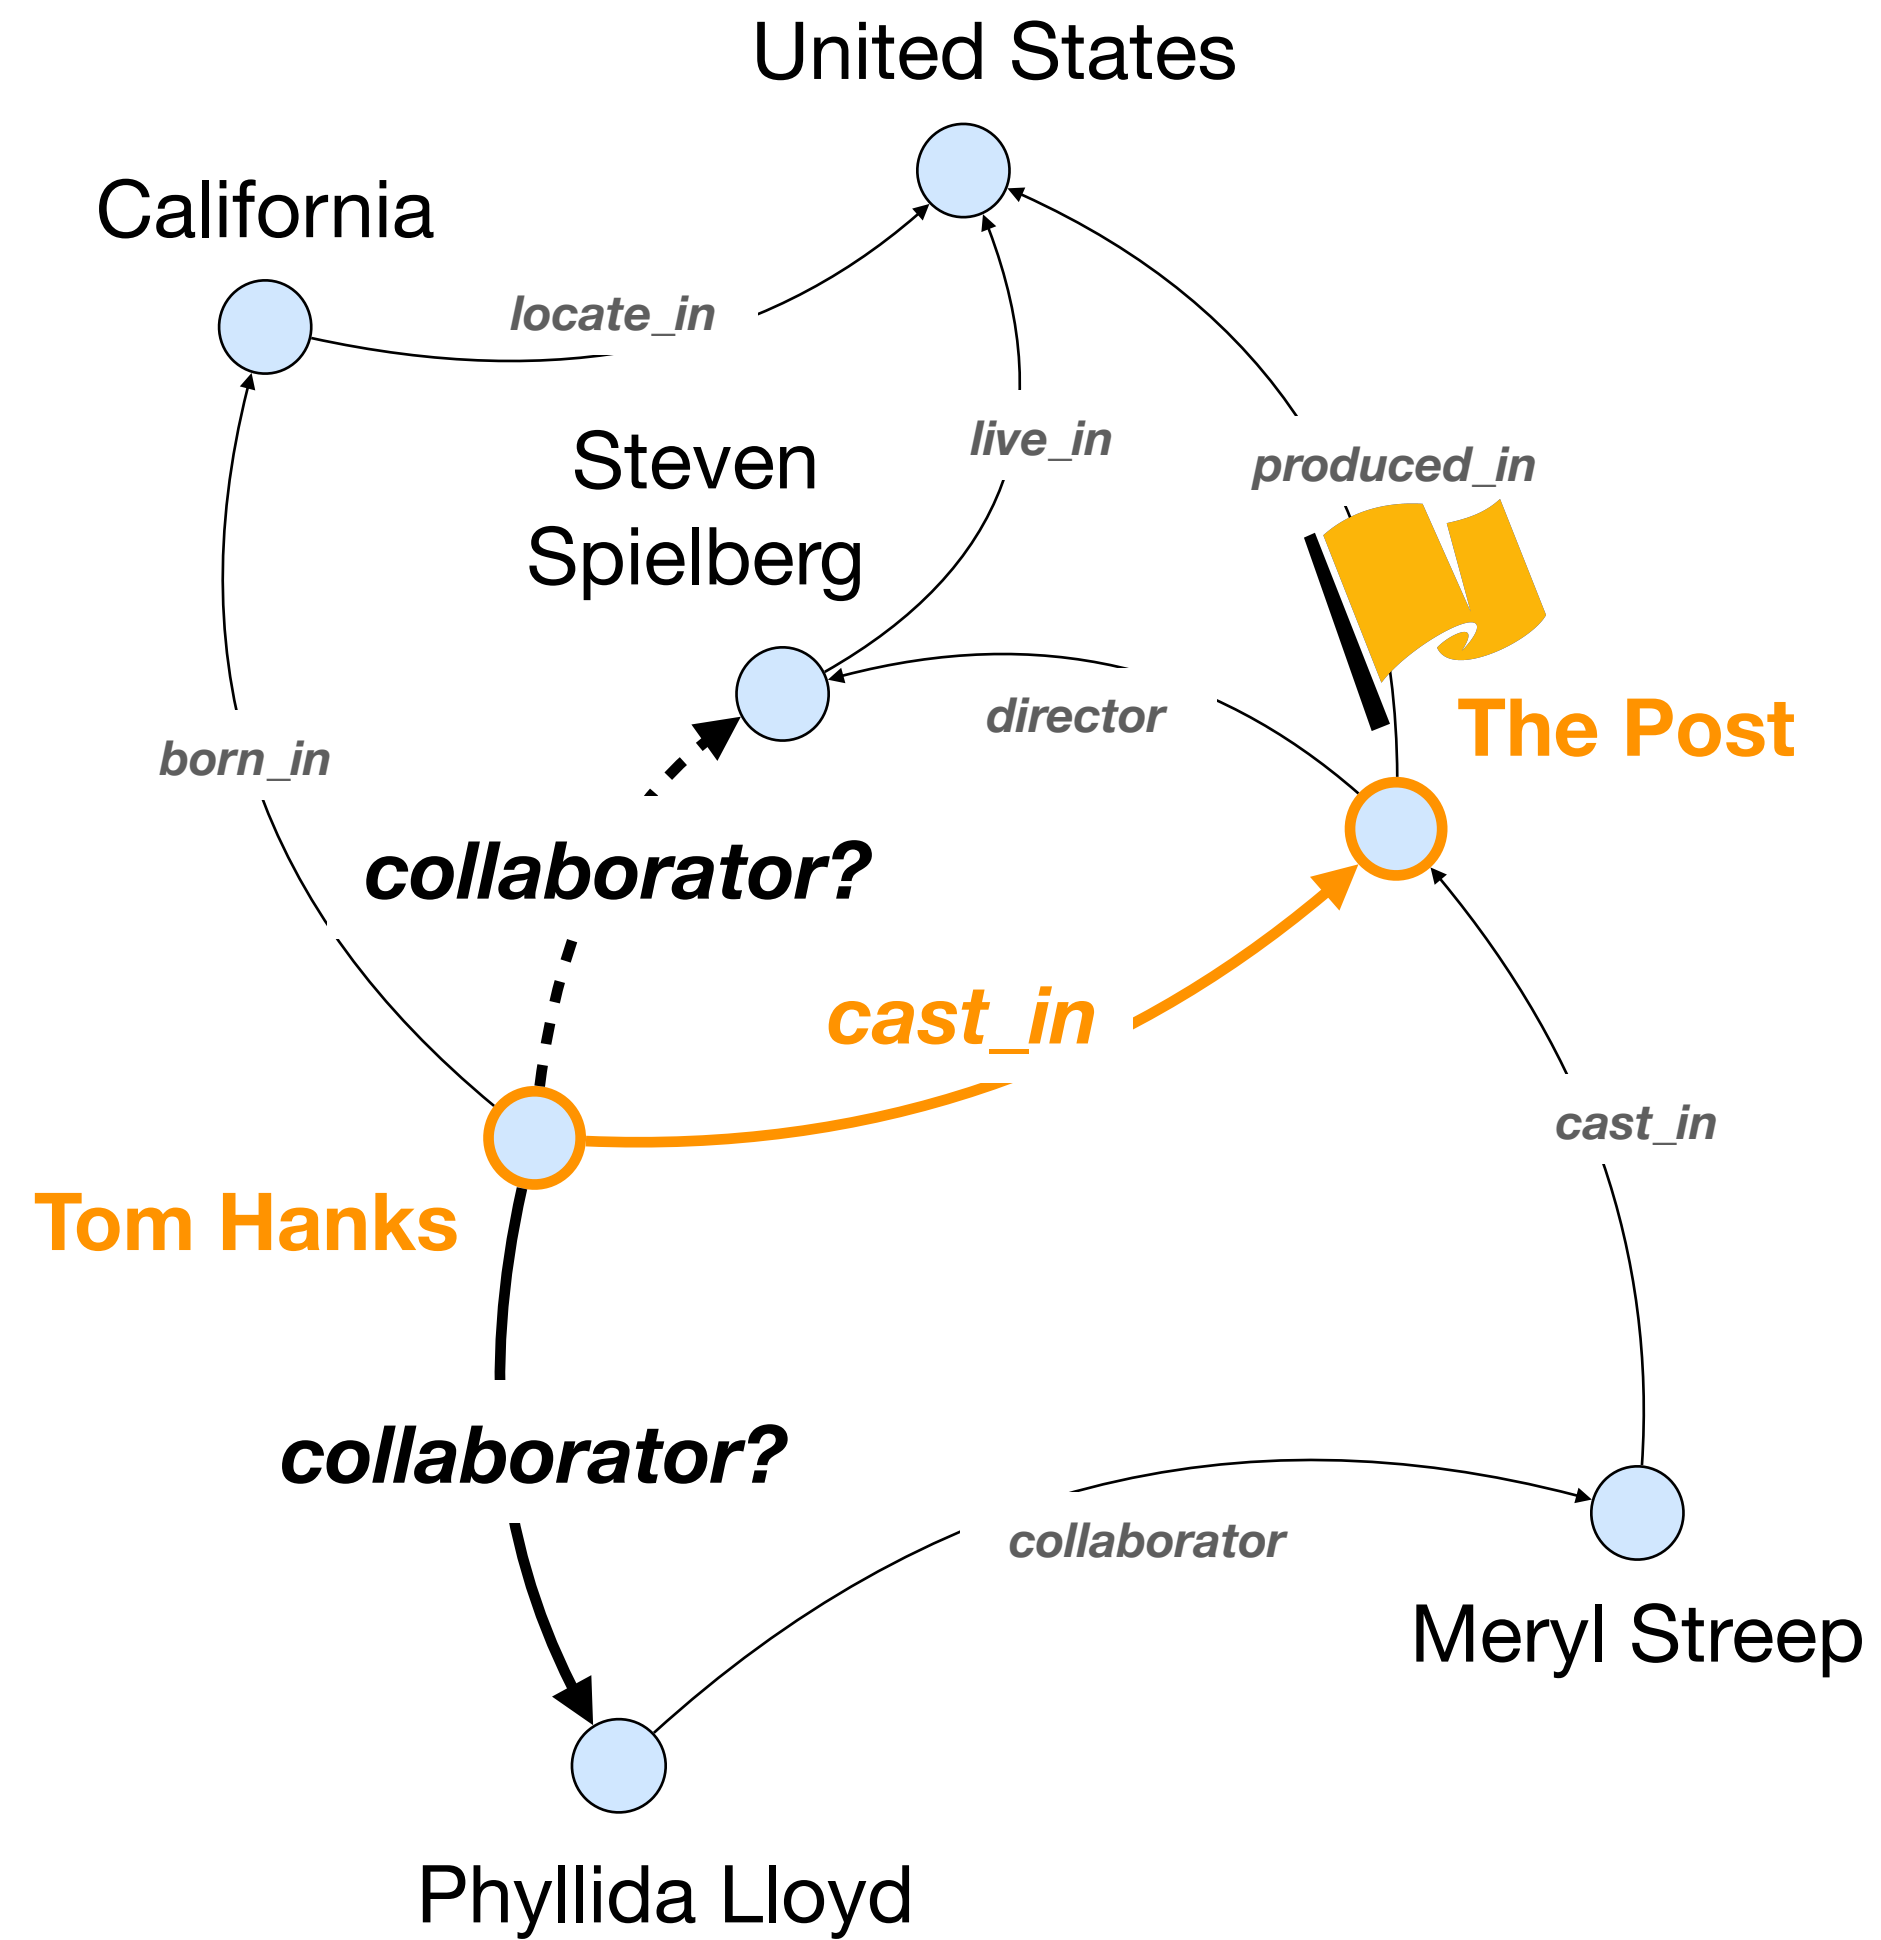 United States
California
locate_in
live_in
Steven
Spielberg
produced_in
director
The Post
born_in
collaborator?
cast_in
cast_in
Tom Hanks
collaborator?
collaborator
Meryl Streep
Phyllida Lloyd